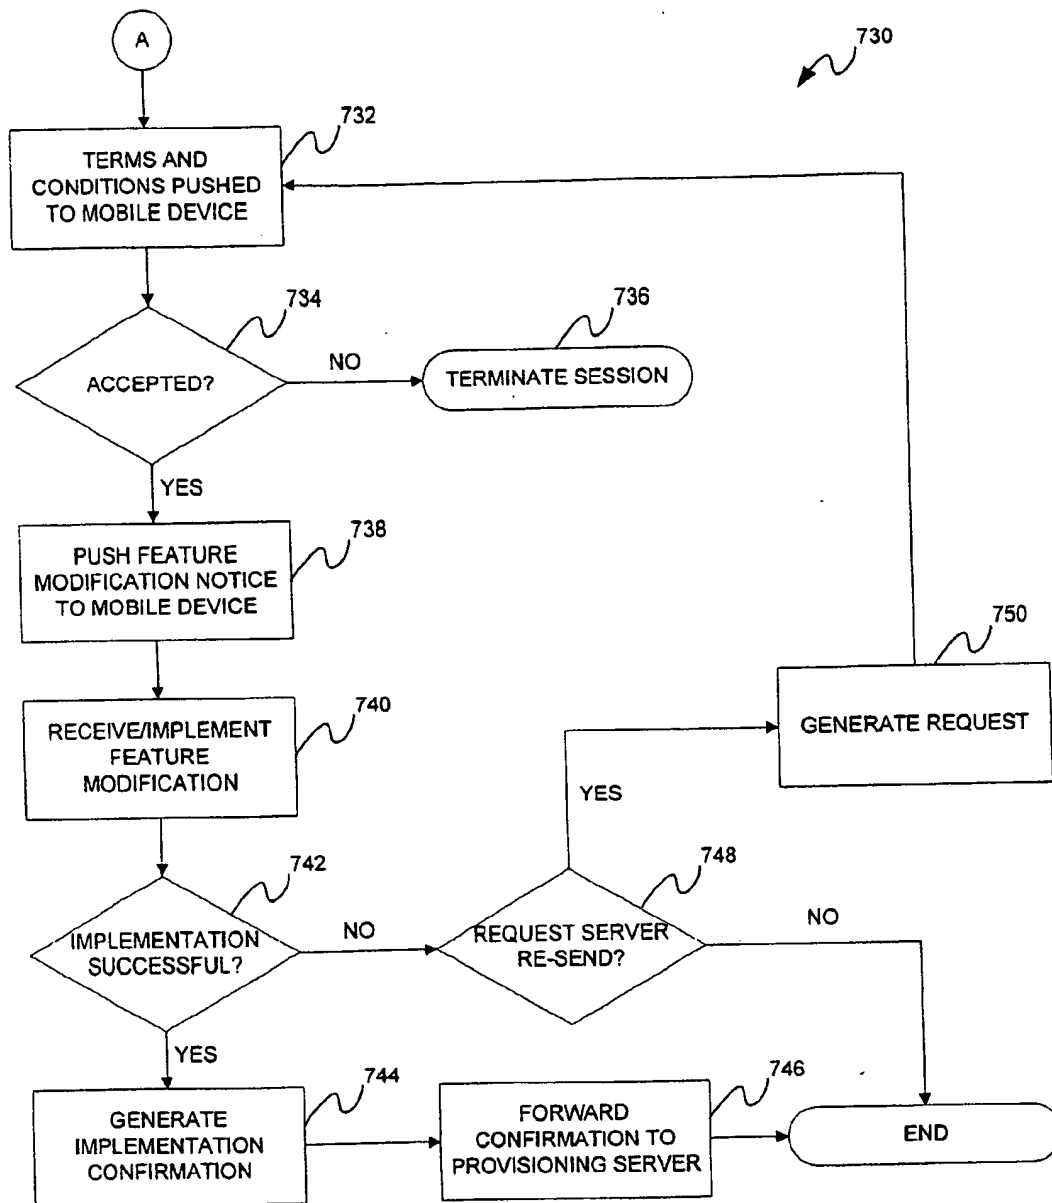 A
730
732
TERMS AND
CONDITIONS PUSHED
TO MOBILE DEVICE
734
736
ACCEPTED?
NO
TERMINATE SESSION
YES
738
PUSH FEATURE
MODIFICATION NOTICE
TO MOBILE DEVICE
750
GENERATE REQUEST
740
RECEIVE/IMPLEMENT
FEATURE
MODIFICATION
YES
742
748
IMPLEMENTATION
SUCCESSFUL?
NO
REQUEST SERVER
RE-SEND?
NO
YES
744
746
GENERATE
IMPLEMENTATION
CONFIRMATION
FORWARD
CONFIRMATION TO
PROVISIONING SERVER
END